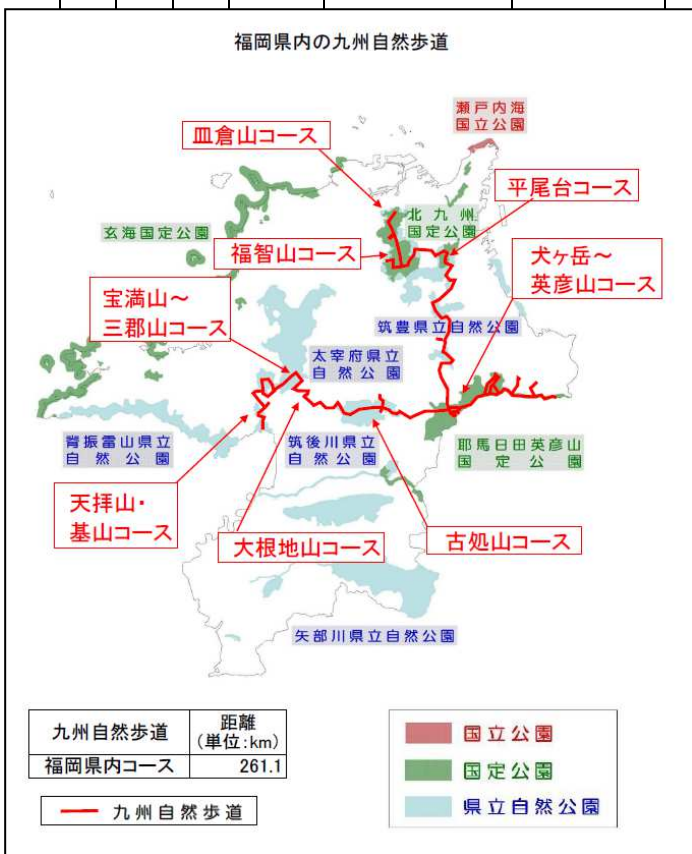 福岡県内の九州自然歩道
瀬戸内海
国立公園
皿倉山コース
平尾台コース
北九州
国定公園
玄海国定公園
福智山コース
犬ヶ岳～
英彦山コース
宝満山～
三郡山コース
筑豊県立自然公園
太宰府県立
自然公園
脊振雷山県立
自然公園
筑後川県立
自然公園
耶馬日田英彦山
国定公園
天拝山・
基山コース
大根地山コース
古処山コース
矢部川県立自然公園
九州自然歩道
距離
(単位:km)
福岡県内コース
261.1
九州自然歩道
国立公園
国定公園
県立自然公園